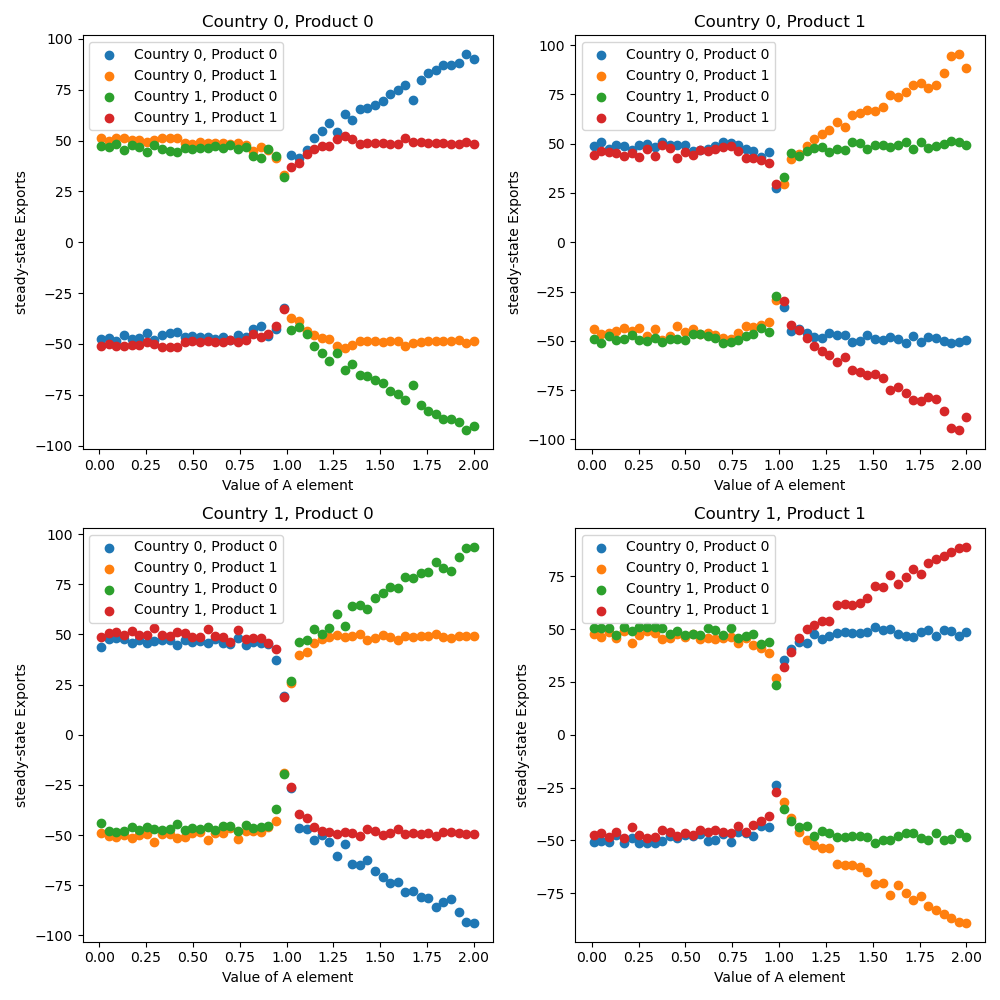 Country 0, Product 0
100
75
50
25
0
−25
−50
−75
−100
steady-state Exports
Country 0, Product 0
Country 0, Product 1
Country 1, Product 0
Country 1, Product 1
0.00 0.25 0.50 0.75 1.00 1.25 1.50 1.75 2.00
Value of A element
Country 0, Product 1
100
75
50
25
0
−25
−50
−75
−100
steady-state Exports
Country 0, Product 0
Country 0, Product 1
Country 1, Product 0
Country 1, Product 1
0.00 0.25 0.50 0.75 1.00 1.25 1.50 1.75 2.00
Value of A element
Country 1, Product 0
100
75
50
25
0
−25
−50
−75
−100
steady-state Exports
Country 0, Product 0
Country 0, Product 1
Country 1, Product 0
Country 1, Product 1
0.00 0.25 0.50 0.75 1.00 1.25 1.50 1.75 2.00
Value of A element
Country 1, Product 1
75
50
25
0
−25
−50
−75
steady-state Exports
Country 0, Product 0
Country 0, Product 1
Country 1, Product 0
Country 1, Product 1
0.00 0.25 0.50 0.75 1.00 1.25 1.50 1.75 2.00
Value of A element